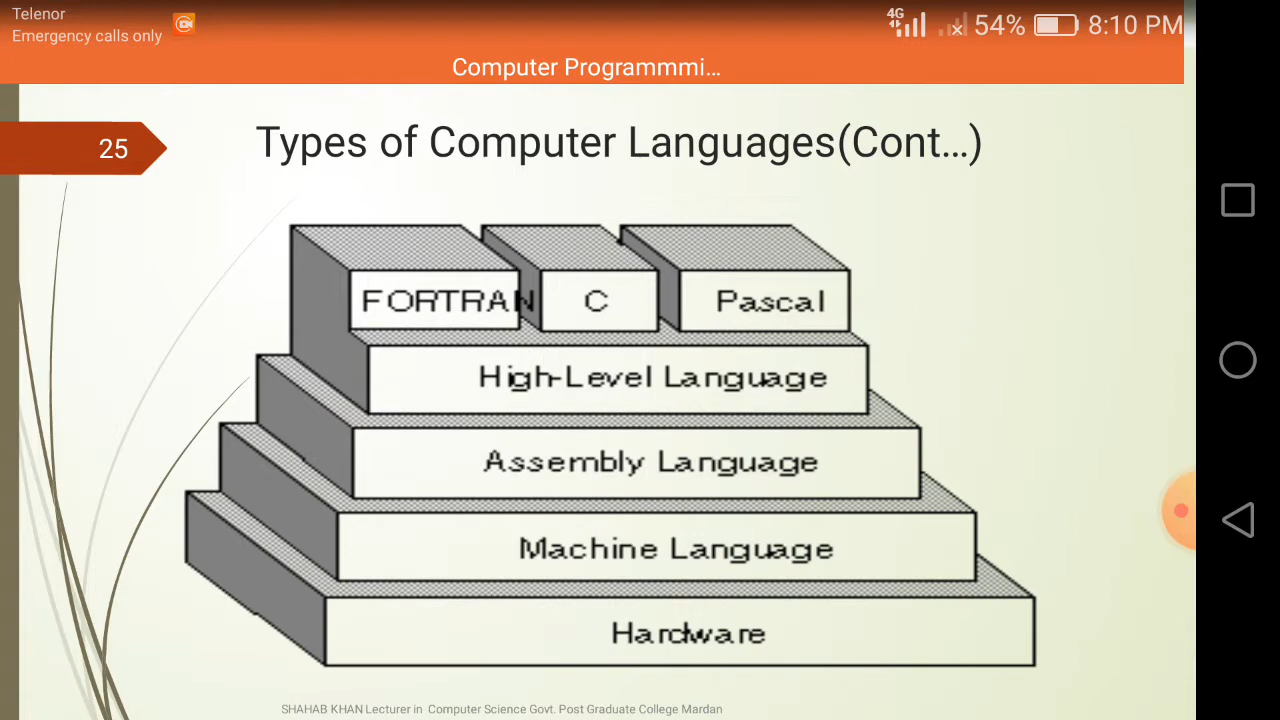 Telenor
Emergency calls only
4G
54%
8:10 PM
Computer Programmmi...
25
Types of Computer Languages(Cont...)
FORTRAN
C
Pascal
High-Level Language
Assembly Language
Machine Language
Hardware
SHAHAB KHAN Lecturer in Computer Science Govt. Post Graduate College Mardan